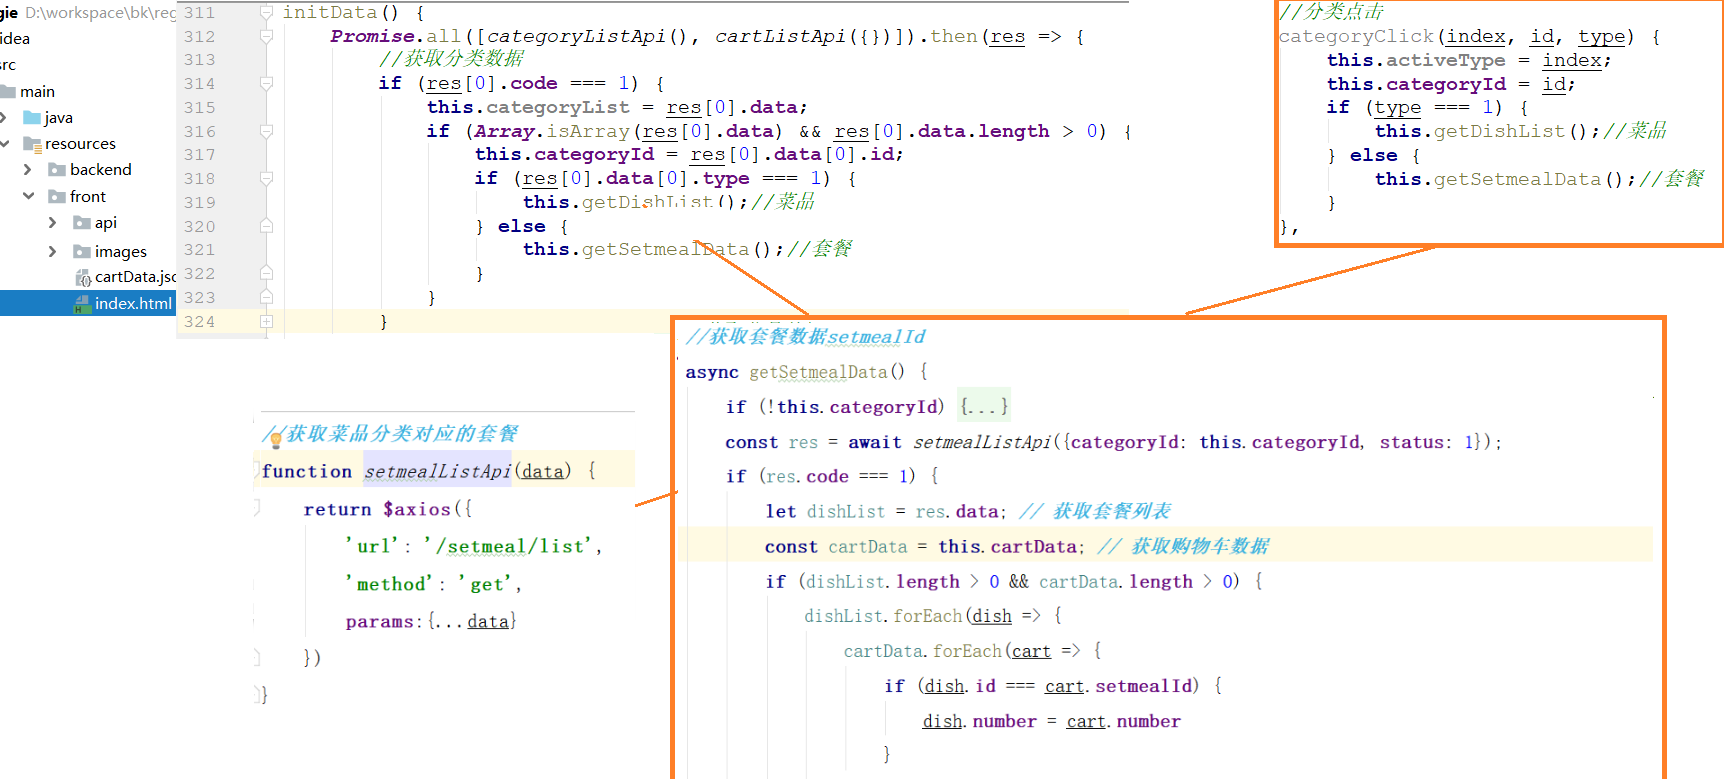 gie D:\workspace\bk\reg
idea
src
main
java
resources
backend
front
api
images
cartData.jsc
index.html
311 initData() {
312 Promise.all([categoryListApi(), cartListApi({})]).then(res => {
313 //获取分类数据
314 if (res[0].code === 1) {
315 this.categoryList = res[0].data;
316 if (Array.isArray(res[0].data) && res[0].data.length > 0) {
317 this.categoryId = res[0].data[0].id;
318 if (res[0].data[0].type === 1) {
319 this.getDishList();//菜品
320 } else {
321 this.getSetmealData();//套餐
322 }
323 }
324 }
//分类点击
categoryClick(index, id, type) {
this.activeType = index;
this.categoryId = id;
if (type === 1) {
this.getDishList();//菜品
} else {
this.getSetmealData();//套餐
}
},
//获取菜品分类对应的套餐
function setmealListApi(data) {
return $axios({
'url': '/setmeal/list',
'method': 'get',
params:{...data}
})
}
//获取套餐数据setmealId
async getSetmealData() {
if (!this.categoryId) {...}
const res = await setmealListApi({categoryId: this.categoryId, status: 1});
if (res.code === 1) {
let dishList = res.data; // 获取套餐列表
const cartData = this.cartData; // 获取购物车数据
if (dishList.length > 0 && cartData.length > 0) {
dishList.forEach(dish => {
cartData.forEach(cart => {
if (dish.id === cart.setmealId) {
dish.number = cart.number
}